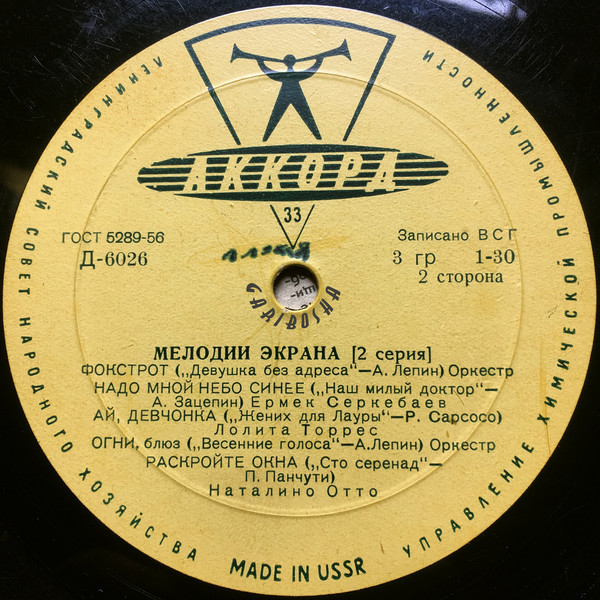 ЛЕНИНГРАДСКИЙ СОВЕТ НАРОДНОГО ХОЗЯЙСТВА
УПРАВЛЕНИЕ ХИМИЧЕСКОЙ ПРОМЫШЛЕННОСТИ
АККОРД
33
ГОСТ 5289-56
Д-6026
Записано ВСГ
3 гр 1-30
2 сторона
GARIBOSHA
МЕЛОДИИ ЭКРАНА [2 серия]
ФОКСТРОТ („Девушка без адреса“—А. Лепин) Оркестр
НАДО МНОЙ НЕБО СИНЕЕ („Наш милый доктор“—
А. Зацепин) Ермек Серкебаев
АЙ, ДЕВЧОНКА („Жених для Лауры“—Р. Сарсосо)
Лолита Торрес
ОГНИ, блюз („Весенние голоса“—А.Лепин) Оркестр
РАСКРОЙТЕ ОКНА („Сто серенад“—
П. Панчути)
Наталино Отто
MADE IN USSR